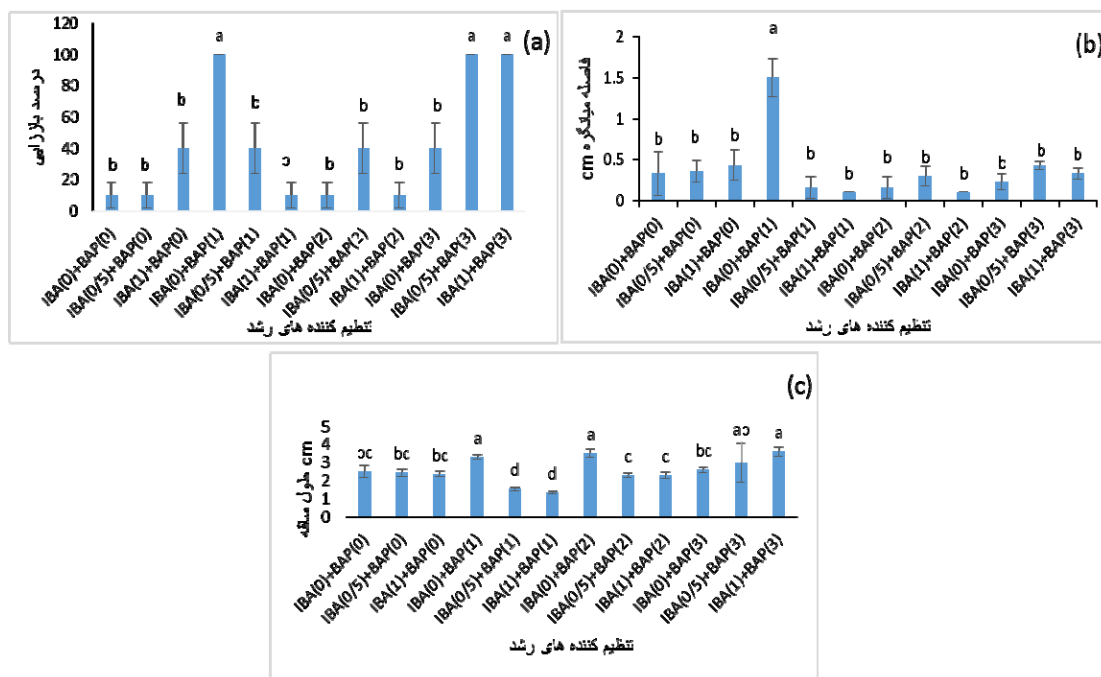 (a)
درصد باززایی
120
100
80
60
40
20
0
b
b
b
a
b
b
b
b
b
a
a
IBA(0)+BAP(0)
IBA(0/5)+BAP(0)
IBA(1)+BAP(0)
IBA(0)+BAP(1)
IBA(0/5)+BAP(1)
IBA(1)+BAP(1)
IBA(0)+BAP(2)
IBA(0/5)+BAP(2)
IBA(1)+BAP(2)
IBA(0)+BAP(3)
IBA(0/5)+BAP(3)
IBA(1)+BAP(3)
تنظیم کننده های رشد
(b)
فاصله میانگره cm
2
1.5
1
0.5
0
b
b
b
a
b
b
b
b
b
b
b
b
IBA(0)+BAP(0)
IBA(0/5)+BAP(0)
IBA(1)+BAP(0)
IBA(0)+BAP(1)
IBA(0/5)+BAP(1)
IBA(1)+BAP(1)
IBA(0)+BAP(2)
IBA(0/5)+BAP(2)
IBA(1)+BAP(2)
IBA(0)+BAP(3)
IBA(0/5)+BAP(3)
IBA(1)+BAP(3)
تنظیم کننده های رشد
(c)
طول ساقه cm
5
4
3
2
1
0
bc
bc
bc
a
d
d
a
c
c
bc
ab
a
IBA(0)+BAP(0)
IBA(0/5)+BAP(0)
IBA(1)+BAP(0)
IBA(0)+BAP(1)
IBA(0/5)+BAP(1)
IBA(1)+BAP(1)
IBA(0)+BAP(2)
IBA(0/5)+BAP(2)
IBA(1)+BAP(2)
IBA(0)+BAP(3)
IBA(0/5)+BAP(3)
IBA(1)+BAP(3)
تنظیم کننده های رشد